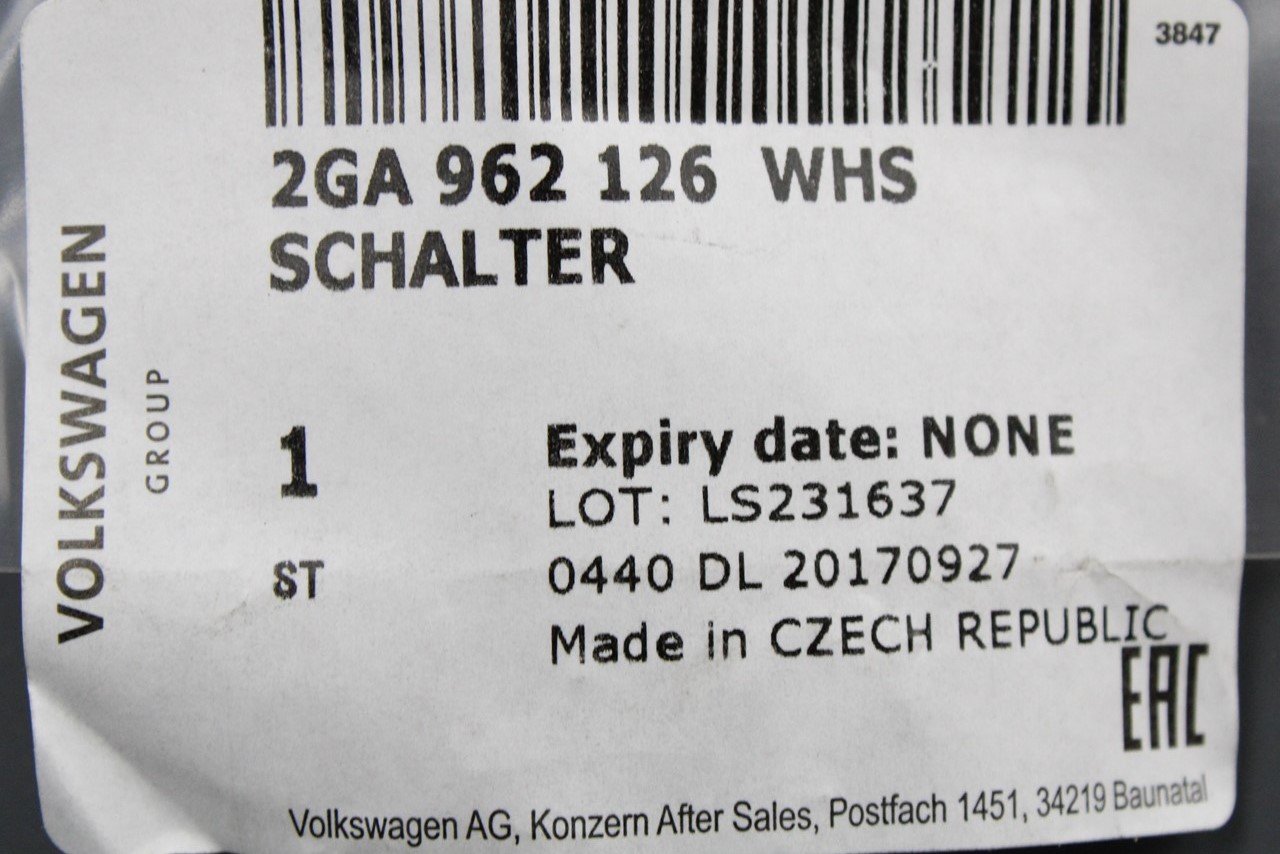 3847
2GA 962 126 WHS
SCHALTER
VOLKSWAGEN
GROUP
1
Expiry date: NONE
LOT: LS231637
ST
0440 DL 20170927
Made in CZECH REPUBLIC
EAC
Volkswagen AG, Konzern After Sales, Postfach 1451, 34219 Baunatal